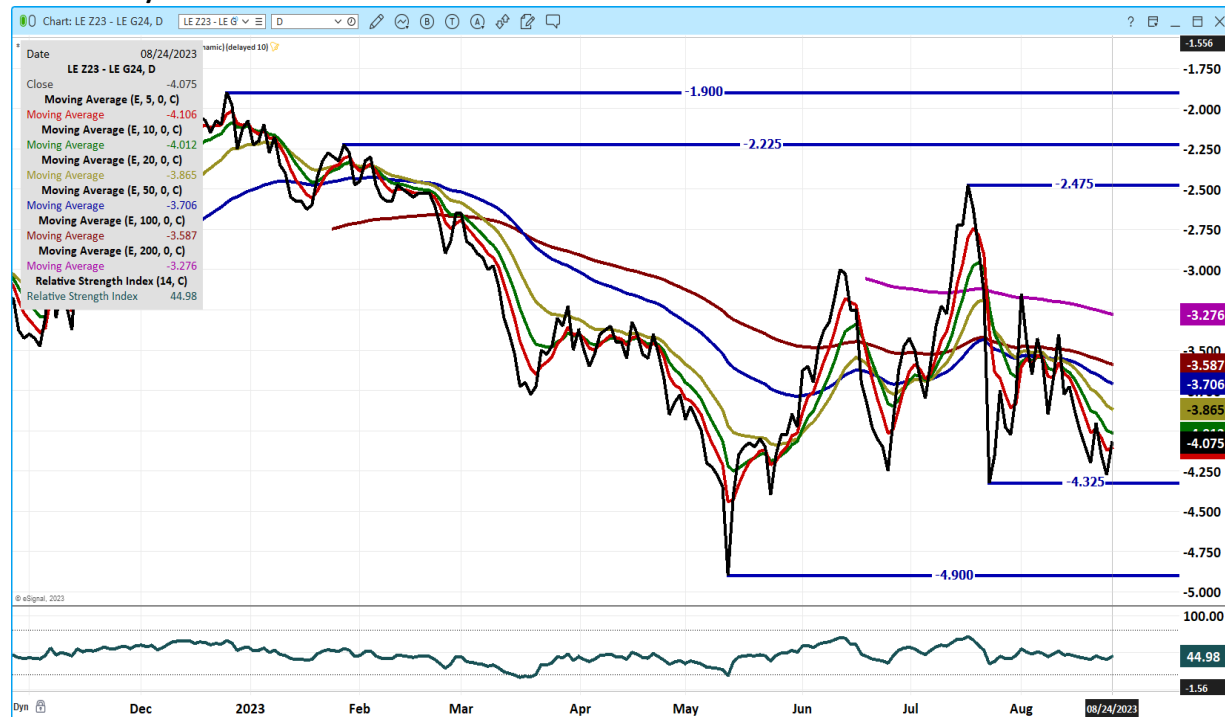 Chart: LE Z23 - LE G24, D
LE Z23 - LE G
D
B
T
A
?
-1.556
Date 08/24/2023
namic) (delayed 10)
LE Z23 - LE G24, D
Close -4.075
Moving Average (E, 5, 0, C)
Moving Average -4.106
Moving Average (E, 10, 0, C)
Moving Average -4.012
Moving Average (E, 20, 0, C)
Moving Average -3.865
Moving Average (E, 50, 0, C)
Moving Average -3.706
Moving Average (E, 100, 0, C)
Moving Average -3.587
Moving Average (E, 200, 0, C)
Moving Average -3.276
Relative Strength Index (14, C)
Relative Strength Index 44.98
-1.900
-2.225
-2.475
-4.325
-4.900
-1.750
-2.000
-2.250
-2.500
-2.750
-3.000
-3.276
-3.500
-3.587
-3.706
-3.865
-4.075
-4.250
-4.500
-4.750
-5.000
© eSignal, 2023
100.00
44.98
-1.56
Dyn
Dec 2023 Feb Mar Apr May Jun Jul Aug 08/24/2023